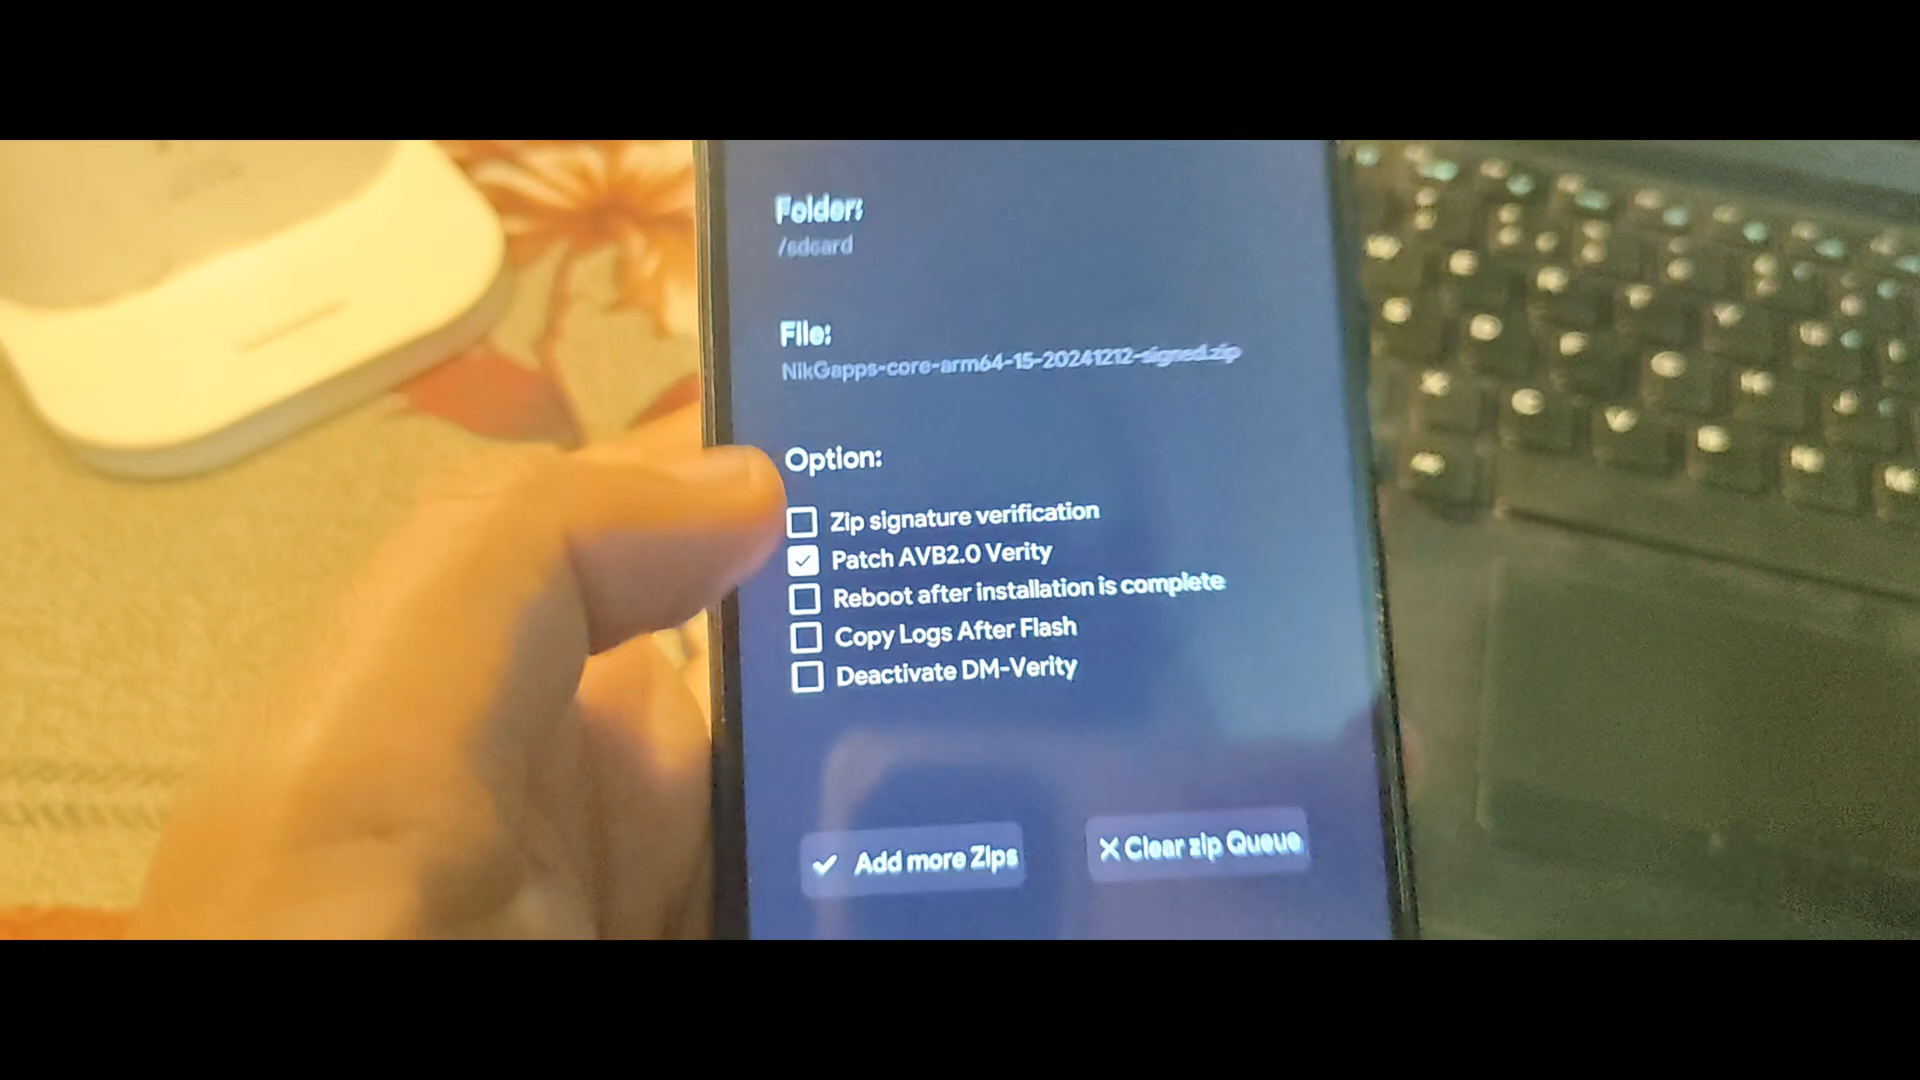 Folder:
/sdcard
File:
NikGapps-core-arm64-15-20241212-signed.zip
Option:
Zip signature verification
Patch AVB2.0 Verity
Reboot after installation is complete
Copy Logs After Flash
Deactivate DM-Verity
Add more Zips
Clear zip Queue